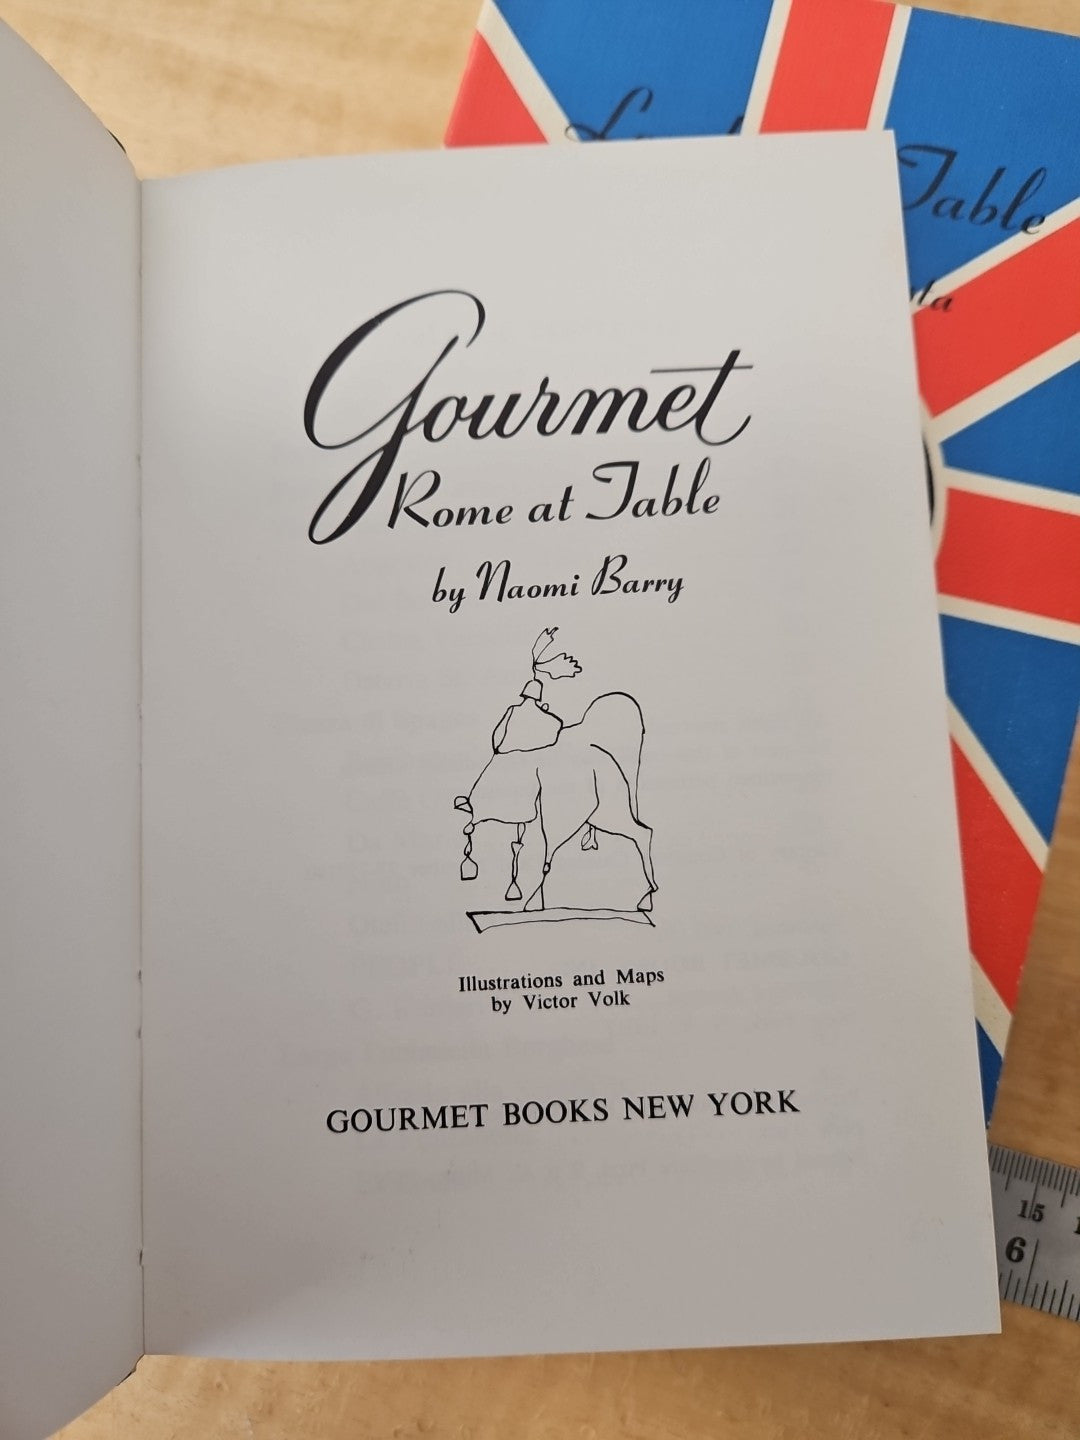 Gourmet
Rome at Table
by Naomi Barry
Illustrations and Maps
by Victor Volk
GOURMET BOOKS NEW YORK
Table
15
6